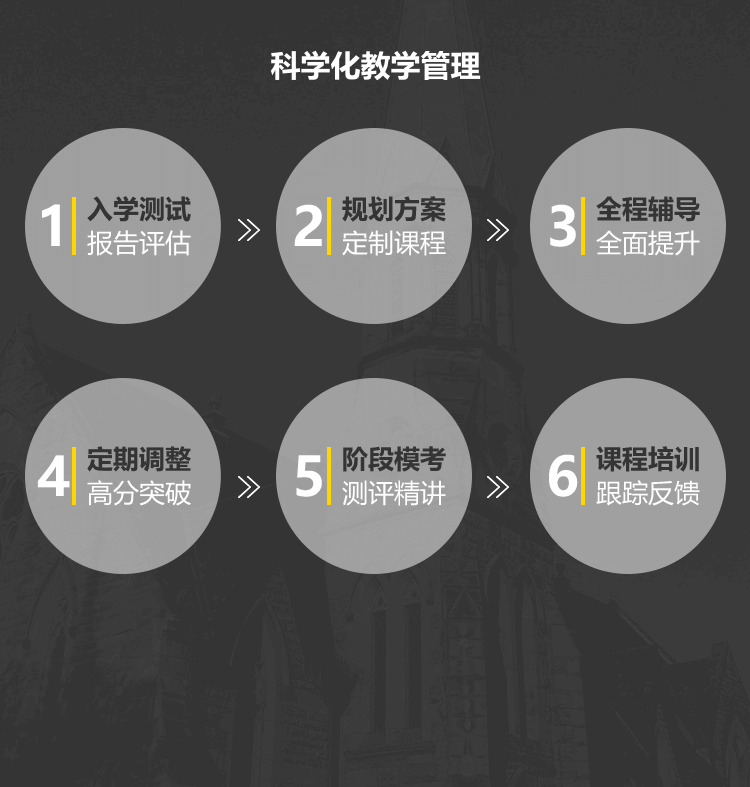 科学化教学管理
1
入学测试
报告评估
2
规划方案
定制课程
3
全程辅导
全面提升
4
定期调整
高分突破
5
阶段模考
测评精讲
6
课程培训
跟踪反馈